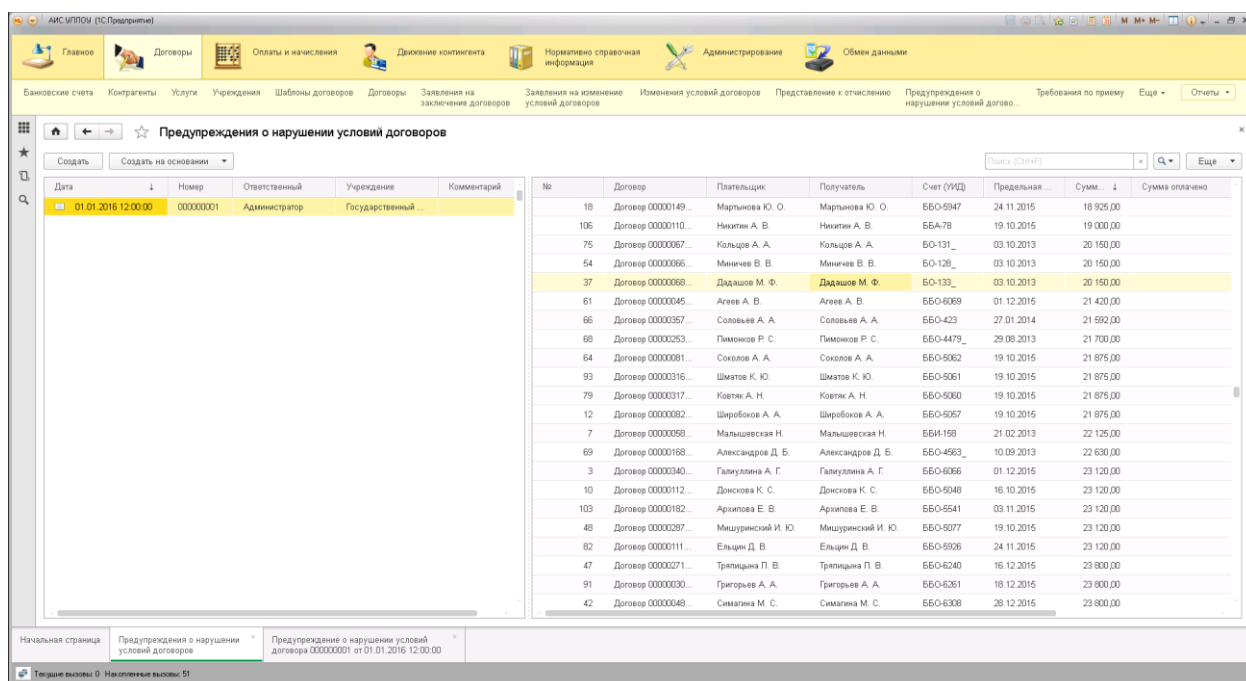 АИС УППОУ (1С:Предприятие)
M M+ M-
Главное
Договоры
Оплаты и начисления
Движение контингента
Нормативно справочная
информация
Администрирование
Обмен данными
Банковские счета Контрагенты Услуги Учреждения Шаблоны договоров Договоры Заявления на
заключение договоров
Заявления на изменение
условий договоров
Изменения условий договоров Представление к отчислению Предупреждения о
нарушении условий догово...
Требования по приему Еще Отчеты
Предупреждения о нарушении условий договоров
Создать Создать на основании Поиск (Ctrl+F) × Еще
Дата ↓ Номер Ответственный Учреждение Комментарий
01.01.2016 12:00:00 000000001 Администратор Государственный ...
№ Договор Плательщик Получатель Счет (УИД) Предельная ... Сумм... ↓ Сумма оплачено
18 Договор 00000149... Мартынова Ю. О. Мартынова Ю. О. ББО-5947 24.11.2015 18 925,00
106 Договор 00000110... Никитин А. В. Никитин А. В. ББА-78 19.10.2015 19 000,00
75 Договор 00000067... Кольцов А. А. Кольцов А. А. БО-131_ 03.10.2013 20 150,00
54 Договор 00000066... Миничев В. В. Миничев В. В. БО-128_ 03.10.2013 20 150,00
37 Договор 00000068... Дадашов М. Ф. Дадашов М. Ф. БО-133_ 03.10.2013 20 150,00
61 Договор 00000045... Агеев А. В. Агеев А. В. ББО-6069 01.12.2015 21 420,00
66 Договор 00000357... Соловьев А. А. Соловьев А. А. ББО-423 27.01.2014 21 592,00
68 Договор 00000253... Пимонков Р. С. Пимонков Р. С. ББО-4479_ 29.08.2013 21 700,00
64 Договор 00000081... Соколов А. А. Соколов А. А. ББО-5062 19.10.2015 21 875,00
93 Договор 00000316... Шматов К. Ю. Шматов К. Ю. ББО-5061 19.10.2015 21 875,00
79 Договор 00000317... Ковтяк А. Н. Ковтяк А. Н. ББО-5060 19.10.2015 21 875,00
12 Договор 00000082... Широбоков А. А. Широбоков А. А. ББО-5057 19.10.2015 21 875,00
7 Договор 00000058... Малышевская Н. Малышевская Н. ББИ-158 21.02.2013 22 125,00
69 Договор 00000168... Александров Д. Б. Александров Д. Б. ББО-4563_ 10.09.2013 22 630,00
3 Договор 00000340... Галиуллина А. Г. Галиуллина А. Г. ББО-6066 01.12.2015 23 120,00
10 Договор 00000112... Донскова К. С. Донскова К. С. ББО-5048 16.10.2015 23 120,00
103 Договор 00000182... Архипова Е. В. Архипова Е. В. ББО-5541 03.11.2015 23 120,00
48 Договор 00000287... Мишуринский И. Ю. Мишуринский И. Ю. ББО-5077 19.10.2015 23 120,00
82 Договор 00000111... Ельцин Д. В. Ельцин Д. В. ББО-5926 24.11.2015 23 120,00
47 Договор 00000271... Тряпицына П. В. Тряпицына П. В. ББО-6240 16.12.2015 23 800,00
91 Договор 00000030... Григорьев А. А. Григорьев А. А. ББО-6261 18.12.2015 23 800,00
42 Договор 00000048... Симагина М. С. Симагина М. С. ББО-6308 28.12.2015 23 800,00
Начальная страница
Предупреждения о нарушении
условий договоров
Предупреждение о нарушении условий
договора 000000001 от 01.01.2016 12:00:00
Текущие вызовы: 0 Накопленные вызовы: 51